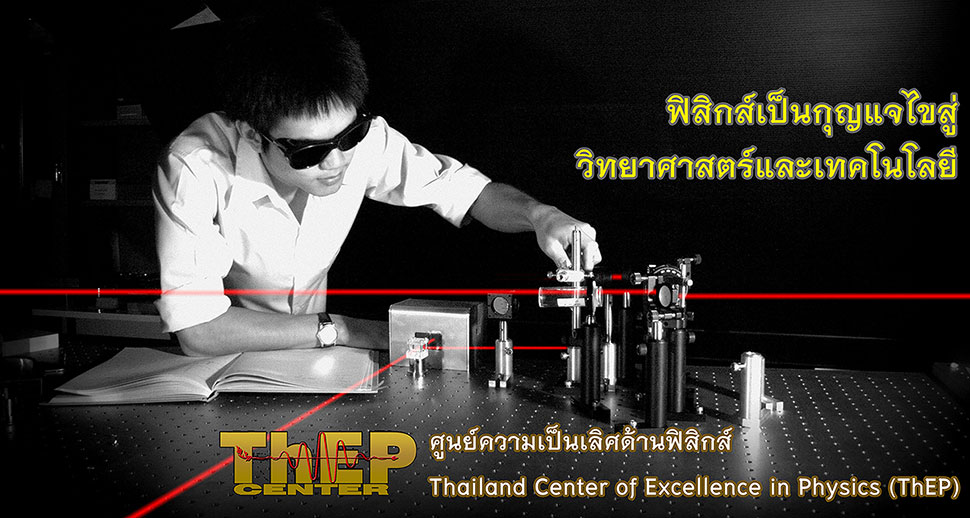 ฟิสิกส์เป็นกุญแจไขสู่
วิทยาศาสตร์และเทคโนโลยี
ThEP
CENTER
ศูนย์ความเป็นเลิศด้านฟิสิกส์
Thailand Center of Excellence in Physics (ThEP)